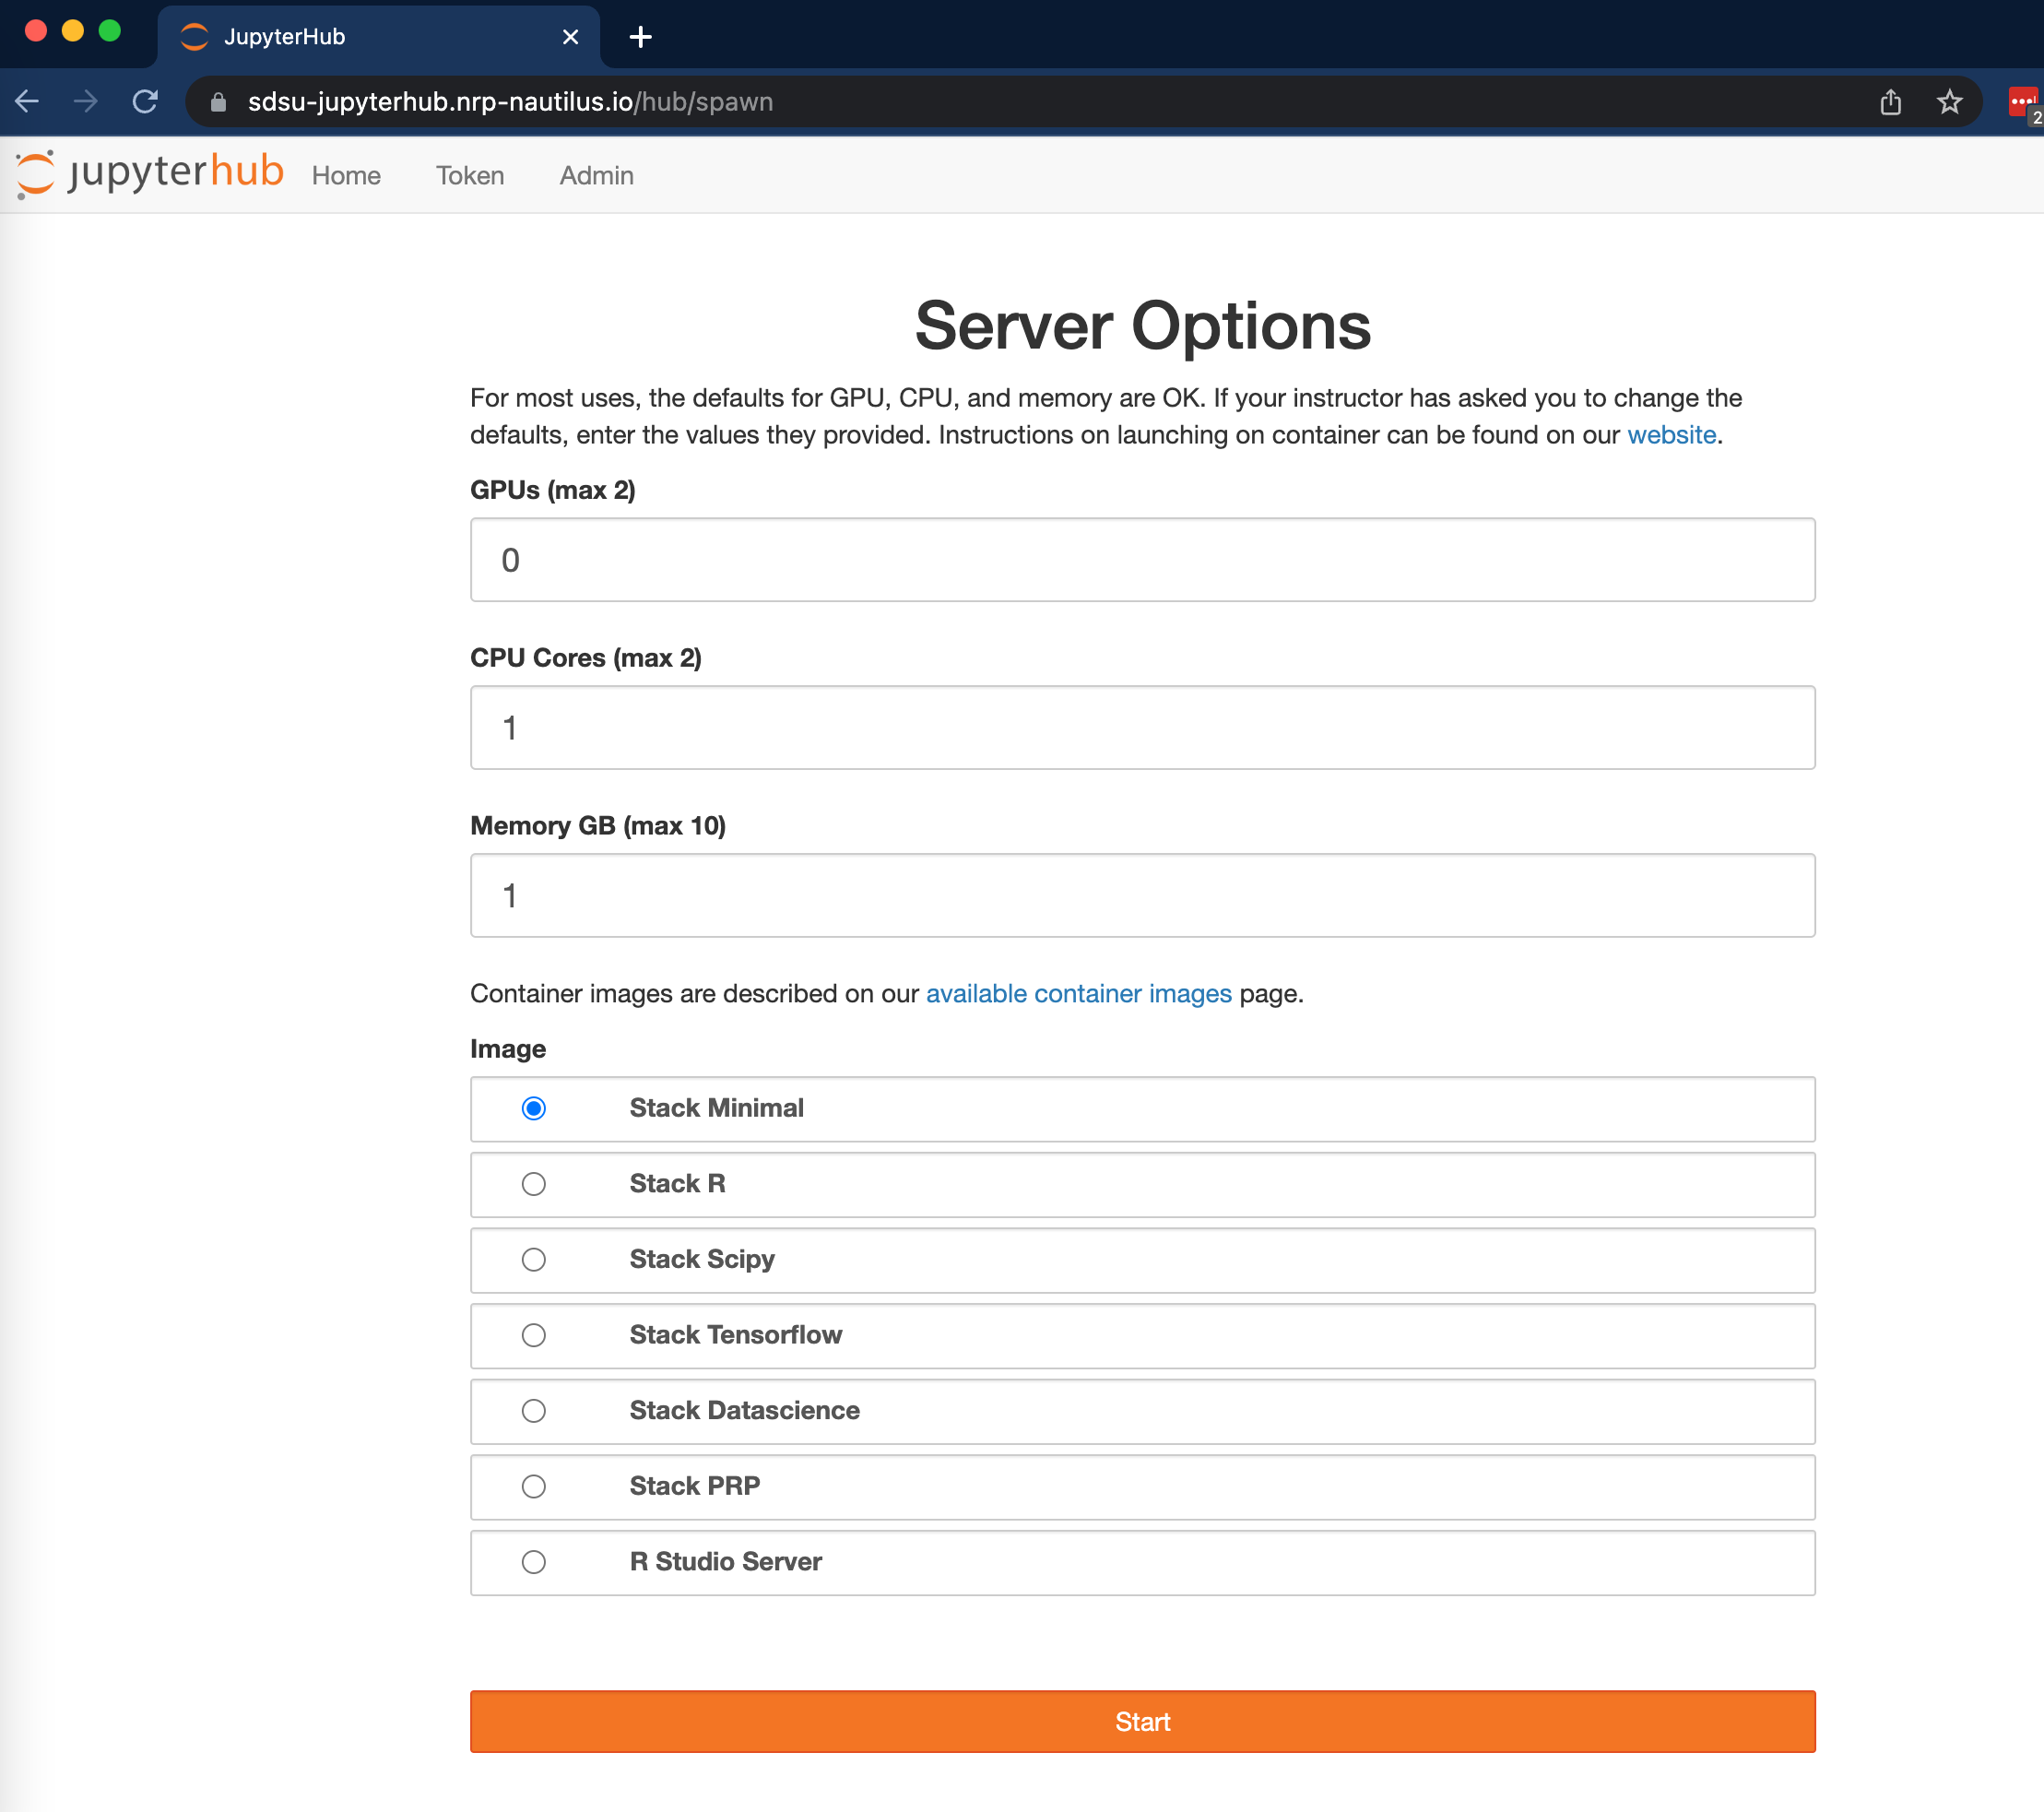 JupyterHub
sdsu-jupyterhub.nrp-nautilus.io/hub/spawn
2
jupyterhub Home Token Admin
Server Options
For most uses, the defaults for GPU, CPU, and memory are OK. If your instructor has asked you to change the
defaults, enter the values they provided. Instructions on launching on container can be found on our website.
GPUs (max 2)
0
CPU Cores (max 2)
1
Memory GB (max 10)
1
Container images are described on our available container images page.
Image
Stack Minimal
Stack R
Stack Scipy
Stack Tensorflow
Stack Datascience
Stack PRP
R Studio Server
Start